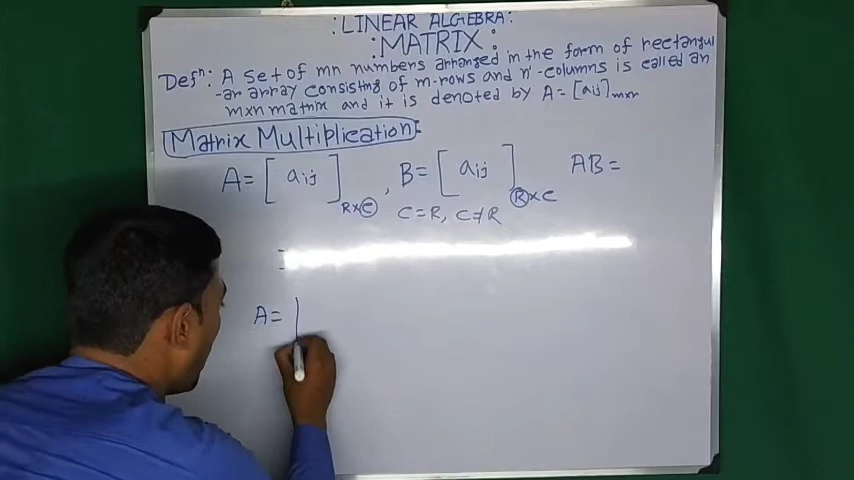 : LINEAR ALGEBRA:
: MATRIX :
Defⁿ: A set of mn numbers arranged in the form of rectangul
-ar array consisting of m-rows and n'-columns is called an
mxn matrix and it is denoted by A = [aij]mxn
Matrix Multiplication :
A = [ aij ] R×C , B = [ aij ] R×C AB =
C = R, C ≠ R
=
A =